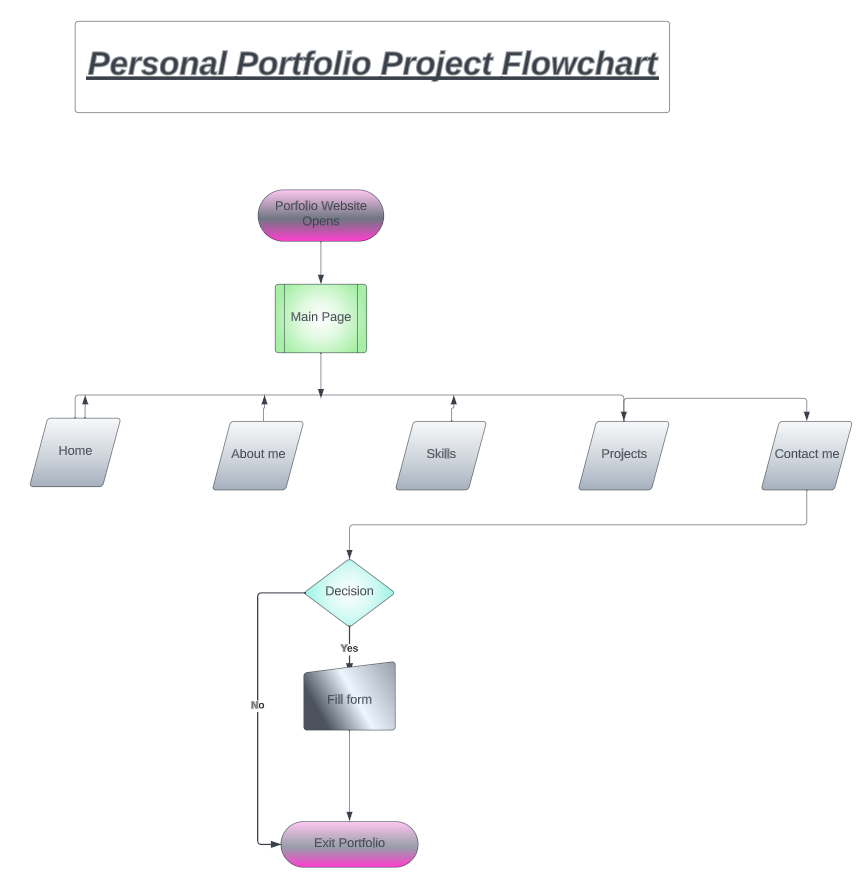 Personal Portfolio Project Flowchart
Porfolio Website
Opens
Main Page
Home
About me
Skills
Projects
Contact me
Decision
Yes
Fill form
No
Exit Portfolio